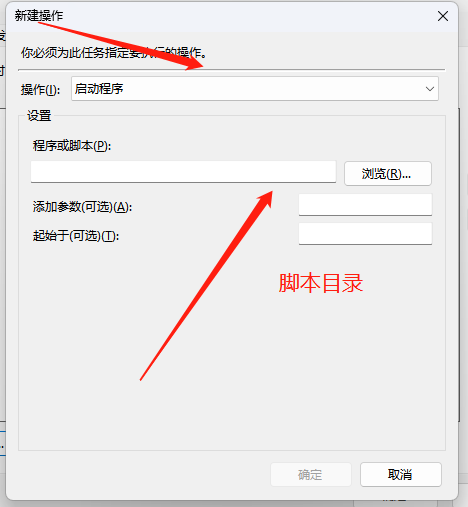 新建操作
你必须为此任务指定要执行的操作。
操作(I):
启动程序
设置
程序或脚本(P):
浏览(R)...
添加参数(可选)(A):
起始于(可选)(T):
脚本目录
确定
取消